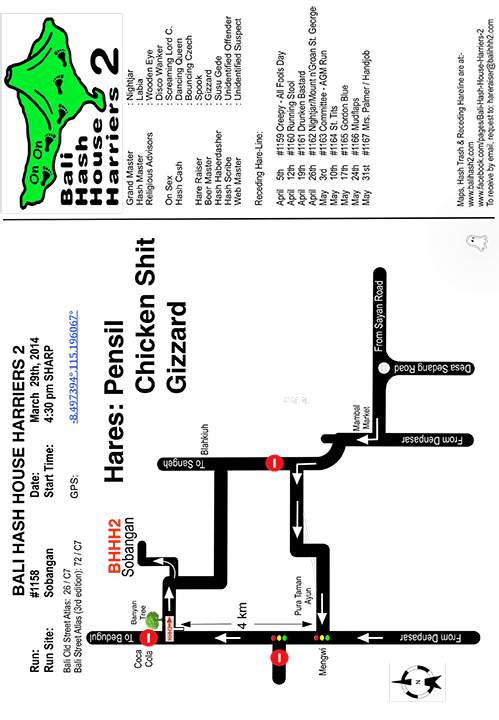 BALI HASH HOUSE HARRIERS 2
Run: #1158 Date: March 29th, 2014
Run Site: Sobangan Start Time: 4:30 pm SHARP
Bali Old Street Atlas: 26 / C7
Bali Street Atlas (3rd edition): 72 / C7 GPS: -8.497394° 115.196067°
Hares: Pensil
Chicken Shit
Gizzard
BHHH2
Sobangan
Blahkiuh
To Sangeh
Banyan
Tree
Coca
Cola
To Bedugul
HHH
4 km
Pura Taman
Ayun
Mengwi
Mambal
Market
From Sayan Road
Desa Sedang Road
From Denpasar
From Denpasar
N
On On
Bali
Hash
House
Harriers 2
Grand Master : Nightjar
Hash Master : Labia
Religious Advisors : Wooden Eye
: Disco Wanker
On Sex : Screaming Lord C.
Hash Cash : Dancing Queen
: Bouncing Czech
Hare Raiser : Spook
Beer Master : Gizzard
Hash Haberdasher : Susu Gede
Hash Scribe : Unidentified Offender
Web Master : Unidentified Suspect
Receding Hare-Line:
April 5th #1159 Creepy - All Fools Day
April 12th #1160 Running Stool
April 19th #1161 Drunken Bastard
April 26th #1162 Nightjar/Mount n'Groan St. George
May 3rd #1163 Committee - AGM Run
May 10th #1164 St. Tits
May 17th #1165 Gordon Blue
May 24th #1166 Mudflaps
May 31st #1167 Mrs. Palmer / Handjob
Maps, Hash Trash & Receding Hareline are at:-
www.balihash2.com
www.facebook.com/pages/Bali-Hash-House-Harriers-2
To receive by email, request to: hareraiser@balihhh2.com